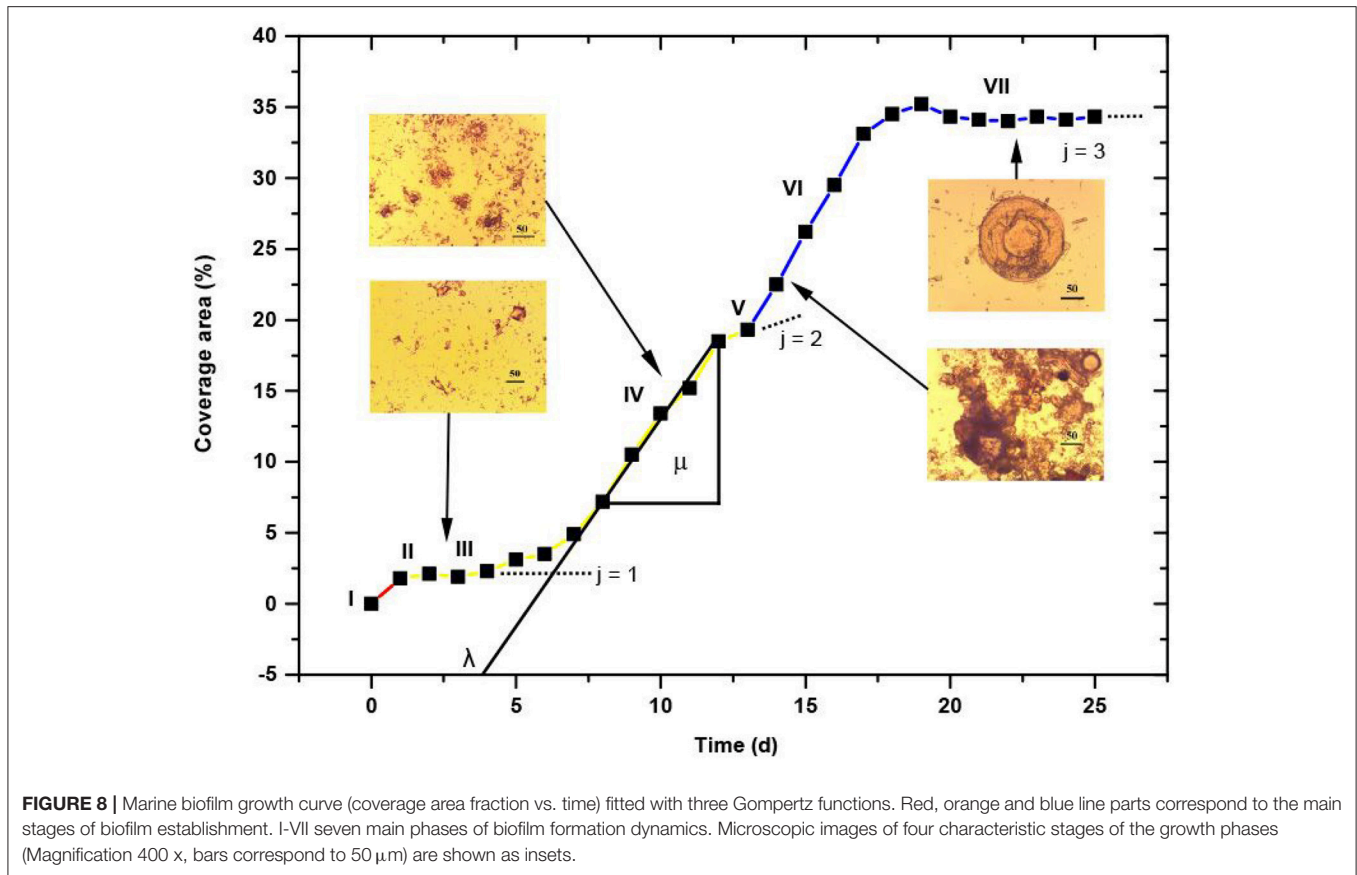 40
35
30
25
20
15
10
5
0
-5
Coverage area (%)
0
5
10
15
20
25
Time (d)
I
II
III
IV
V
VI
VII
j = 1
j = 2
j = 3
λ
μ
50
50
50
50
FIGURE 8 | Marine biofilm growth curve (coverage area fraction vs. time) fitted with three Gompertz functions. Red, orange and blue line parts correspond to the main
stages of biofilm establishment. I-VII seven main phases of biofilm formation dynamics. Microscopic images of four characteristic stages of the growth phases
(Magnification 400 x, bars correspond to 50 μm) are shown as insets.